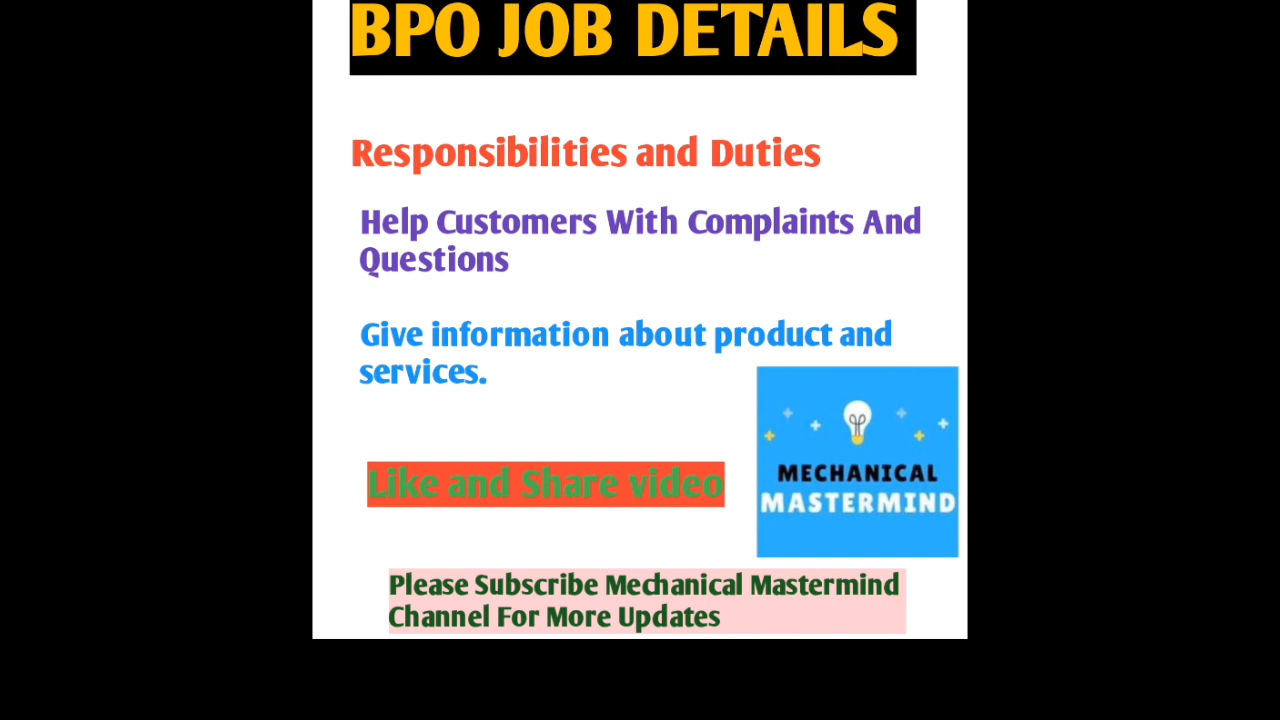 BPO JOB DETAILS
Responsibilities and Duties
Help Customers With Complaints And
Questions
Give information about product and
services.
MECHANICAL
MASTERMIND
Like and Share video
Please Subscribe Mechanical Mastermind
Channel For More Updates